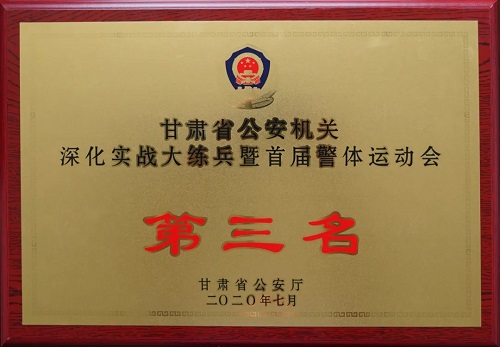 甘肃省公安机关
深化实战大练兵暨首届警体运动会
第三名
甘肃省公安厅
二〇二〇年七月